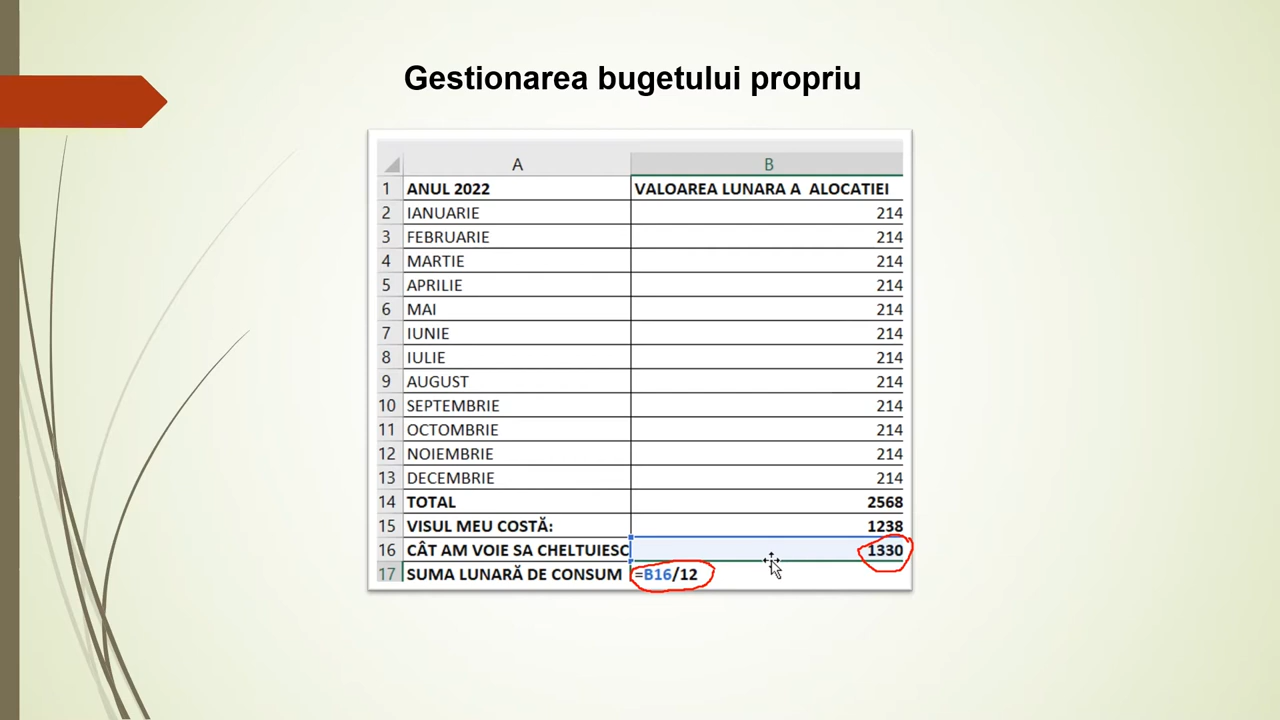 Gestionarea bugetului propriu
A B
1 ANUL 2022 VALOAREA LUNARA A ALOCATIEI
2 IANUARIE 214
3 FEBRUARIE 214
4 MARTIE 214
5 APRILIE 214
6 MAI 214
7 IUNIE 214
8 IULIE 214
9 AUGUST 214
10 SEPTEMBRIE 214
11 OCTOMBRIE 214
12 NOIEMBRIE 214
13 DECEMBRIE 214
14 TOTAL 2568
15 VISUL MEU COSTĂ: 1238
16 CÂT AM VOIE SA CHELTUIESC 1330
17 SUMA LUNARĂ DE CONSUM =B16/12